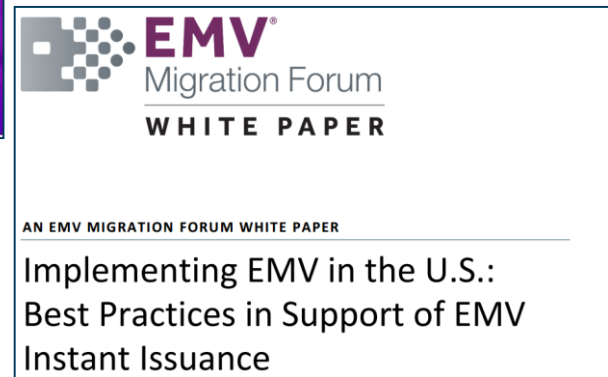 EMV®
Migration Forum
WHITE PAPER
AN EMV MIGRATION FORUM WHITE PAPER
Implementing EMV in the U.S.:
Best Practices in Support of EMV
Instant Issuance